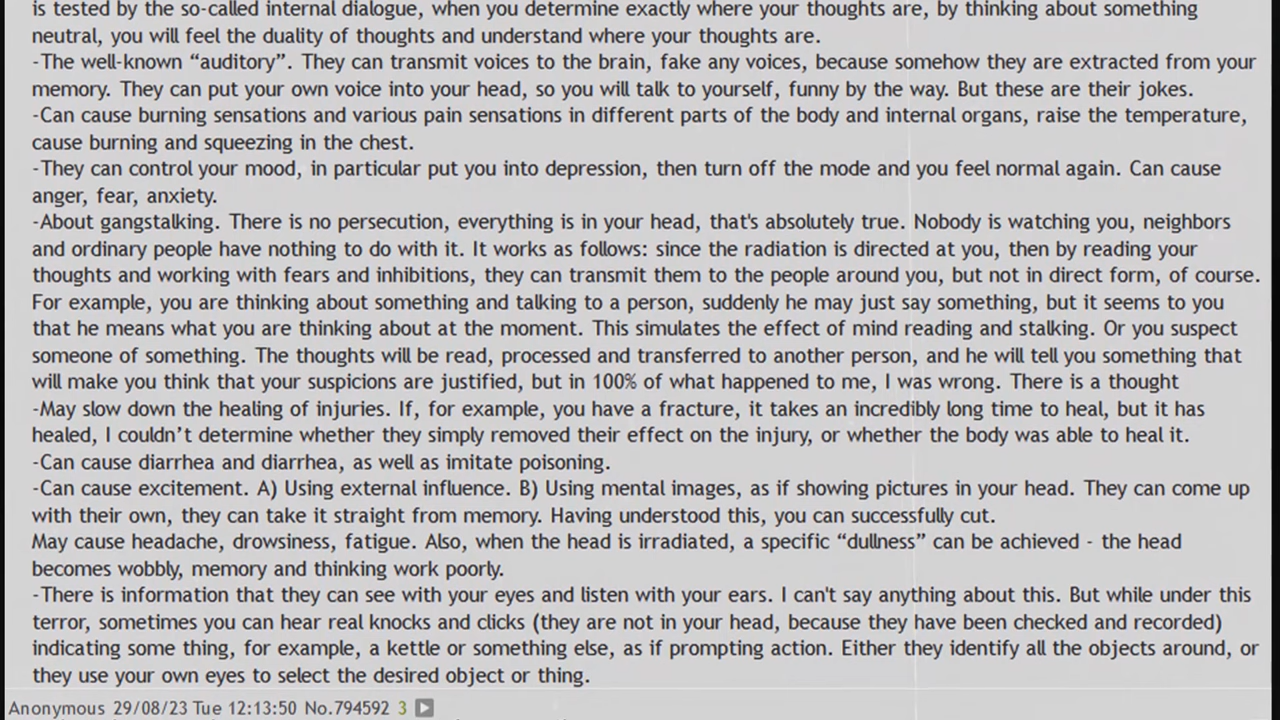 is tested by the so-called internal dialogue, when you determine exactly where your thoughts are, by thinking about something
neutral, you will feel the duality of thoughts and understand where your thoughts are.
-The well-known “auditory”. They can transmit voices to the brain, fake any voices, because somehow they are extracted from your
memory. They can put your own voice into your head, so you will talk to yourself, funny by the way. But these are their jokes.
-Can cause burning sensations and various pain sensations in different parts of the body and internal organs, raise the temperature,
cause burning and squeezing in the chest.
-They can control your mood, in particular put you into depression, then turn off the mode and you feel normal again. Can cause
anger, fear, anxiety.
-About gangstalking. There is no persecution, everything is in your head, that's absolutely true. Nobody is watching you, neighbors
and ordinary people have nothing to do with it. It works as follows: since the radiation is directed at you, then by reading your
thoughts and working with fears and inhibitions, they can transmit them to the people around you, but not in direct form, of course.
For example, you are thinking about something and talking to a person, suddenly he may just say something, but it seems to you
that he means what you are thinking about at the moment. This simulates the effect of mind reading and stalking. Or you suspect
someone of something. The thoughts will be read, processed and transferred to another person, and he will tell you something that
will make you think that your suspicions are justified, but in 100% of what happened to me, I was wrong. There is a thought
-May slow down the healing of injuries. If, for example, you have a fracture, it takes an incredibly long time to heal, but it has
healed, I couldn’t determine whether they simply removed their effect on the injury, or whether the body was able to heal it.
-Can cause diarrhea and diarrhea, as well as imitate poisoning.
-Can cause excitement. A) Using external influence. B) Using mental images, as if showing pictures in your head. They can come up
with their own, they can take it straight from memory. Having understood this, you can successfully cut.
May cause headache, drowsiness, fatigue. Also, when the head is irradiated, a specific “dullness” can be achieved - the head
becomes wobbly, memory and thinking work poorly.
-There is information that they can see with your eyes and listen with your ears. I can't say anything about this. But while under this
terror, sometimes you can hear real knocks and clicks (they are not in your head, because they have been checked and recorded)
indicating some thing, for example, a kettle or something else, as if prompting action. Either they identify all the objects around, or
they use your own eyes to select the desired object or thing.
Anonymous 29/08/23 Tue 12:13:50 No.794592 3